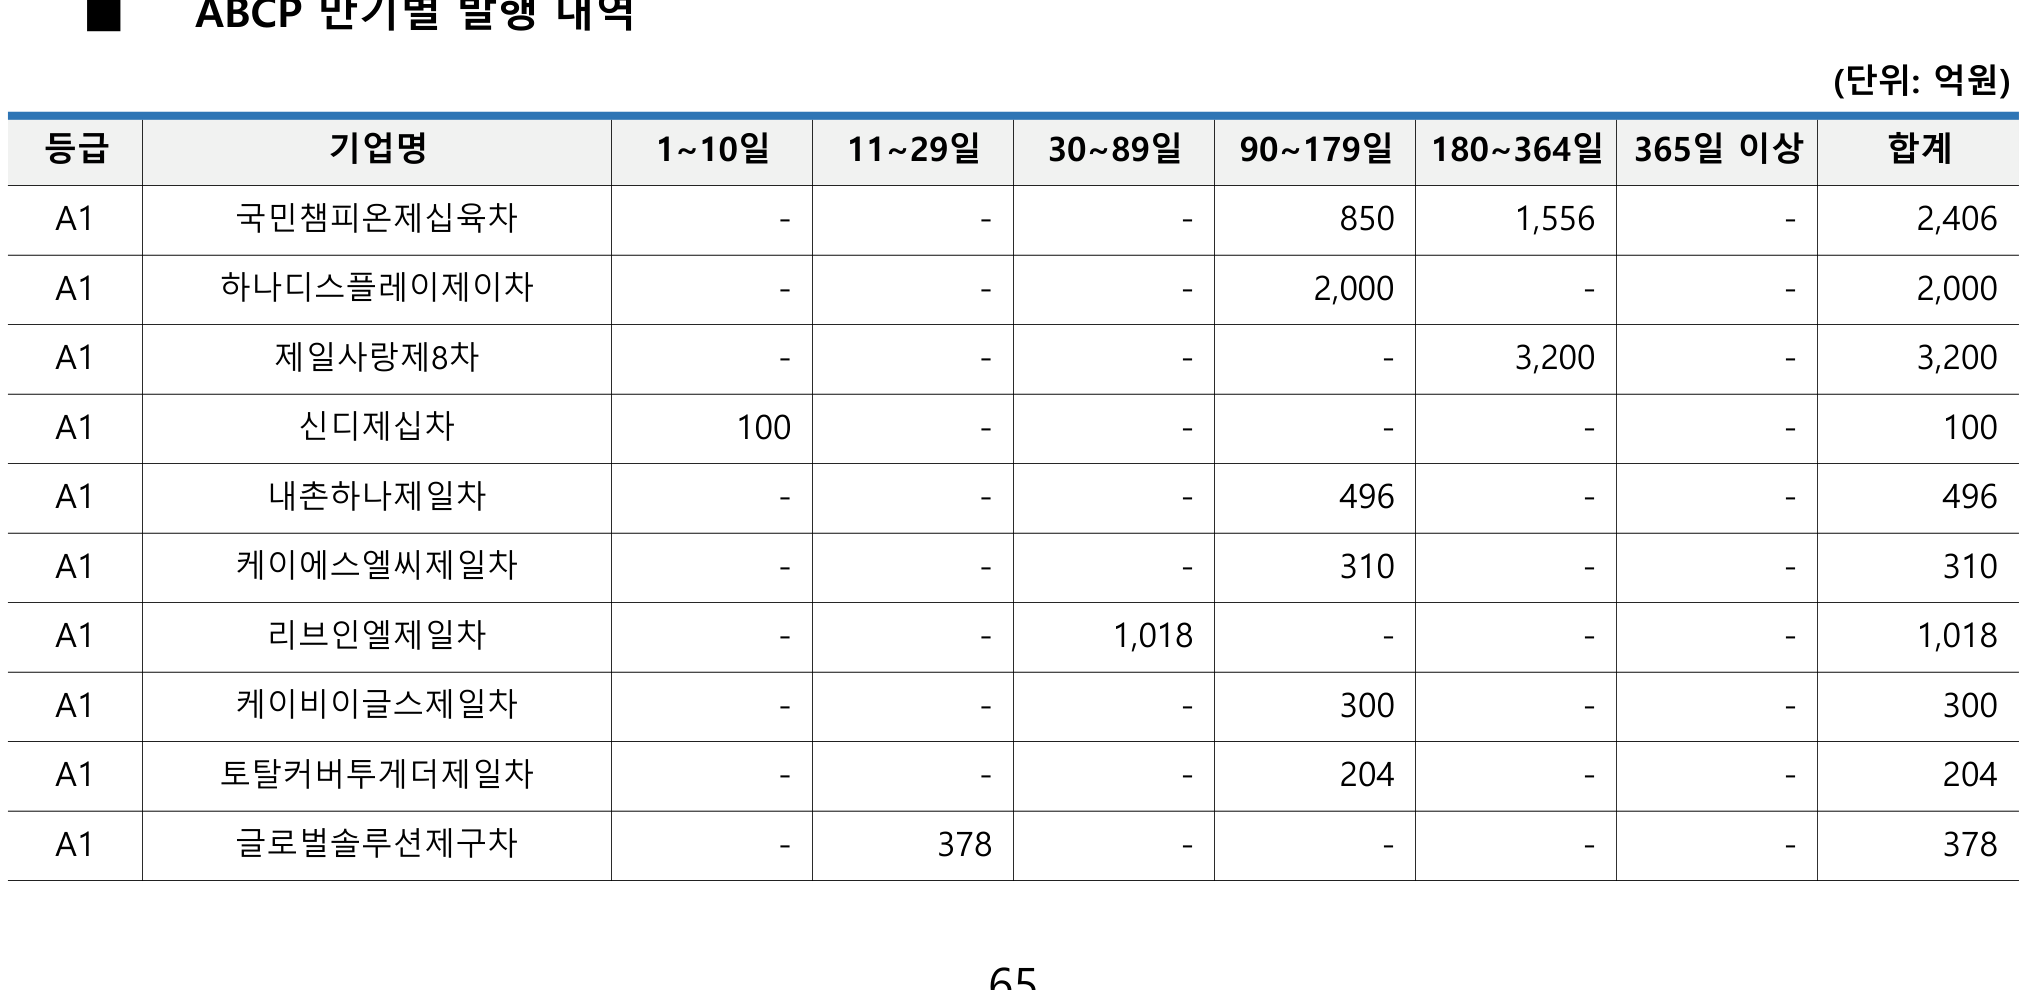 ■ ABCP 만기별 발행 내역
(단위: 억원)
등급 기업명 1~10일 11~29일 30~89일 90~179일 180~364일 365일 이상 합계
A1 국민챔피온제십육차 - - - 850 1,556 - 2,406
A1 하나디스플레이제이차 - - - 2,000 - - 2,000
A1 제일사랑제8차 - - - - 3,200 - 3,200
A1 신디제십차 100 - - - - - 100
A1 내촌하나제일차 - - - 496 - - 496
A1 케이에스엘씨제일차 - - - 310 - - 310
A1 리브인엘제일차 - - 1,018 - - - 1,018
A1 케이비이글스제일차 - - - 300 - - 300
A1 토탈커버투게더제일차 - - - 204 - - 204
A1 글로벌솔루션제구차 - 378 - - - - 378
65